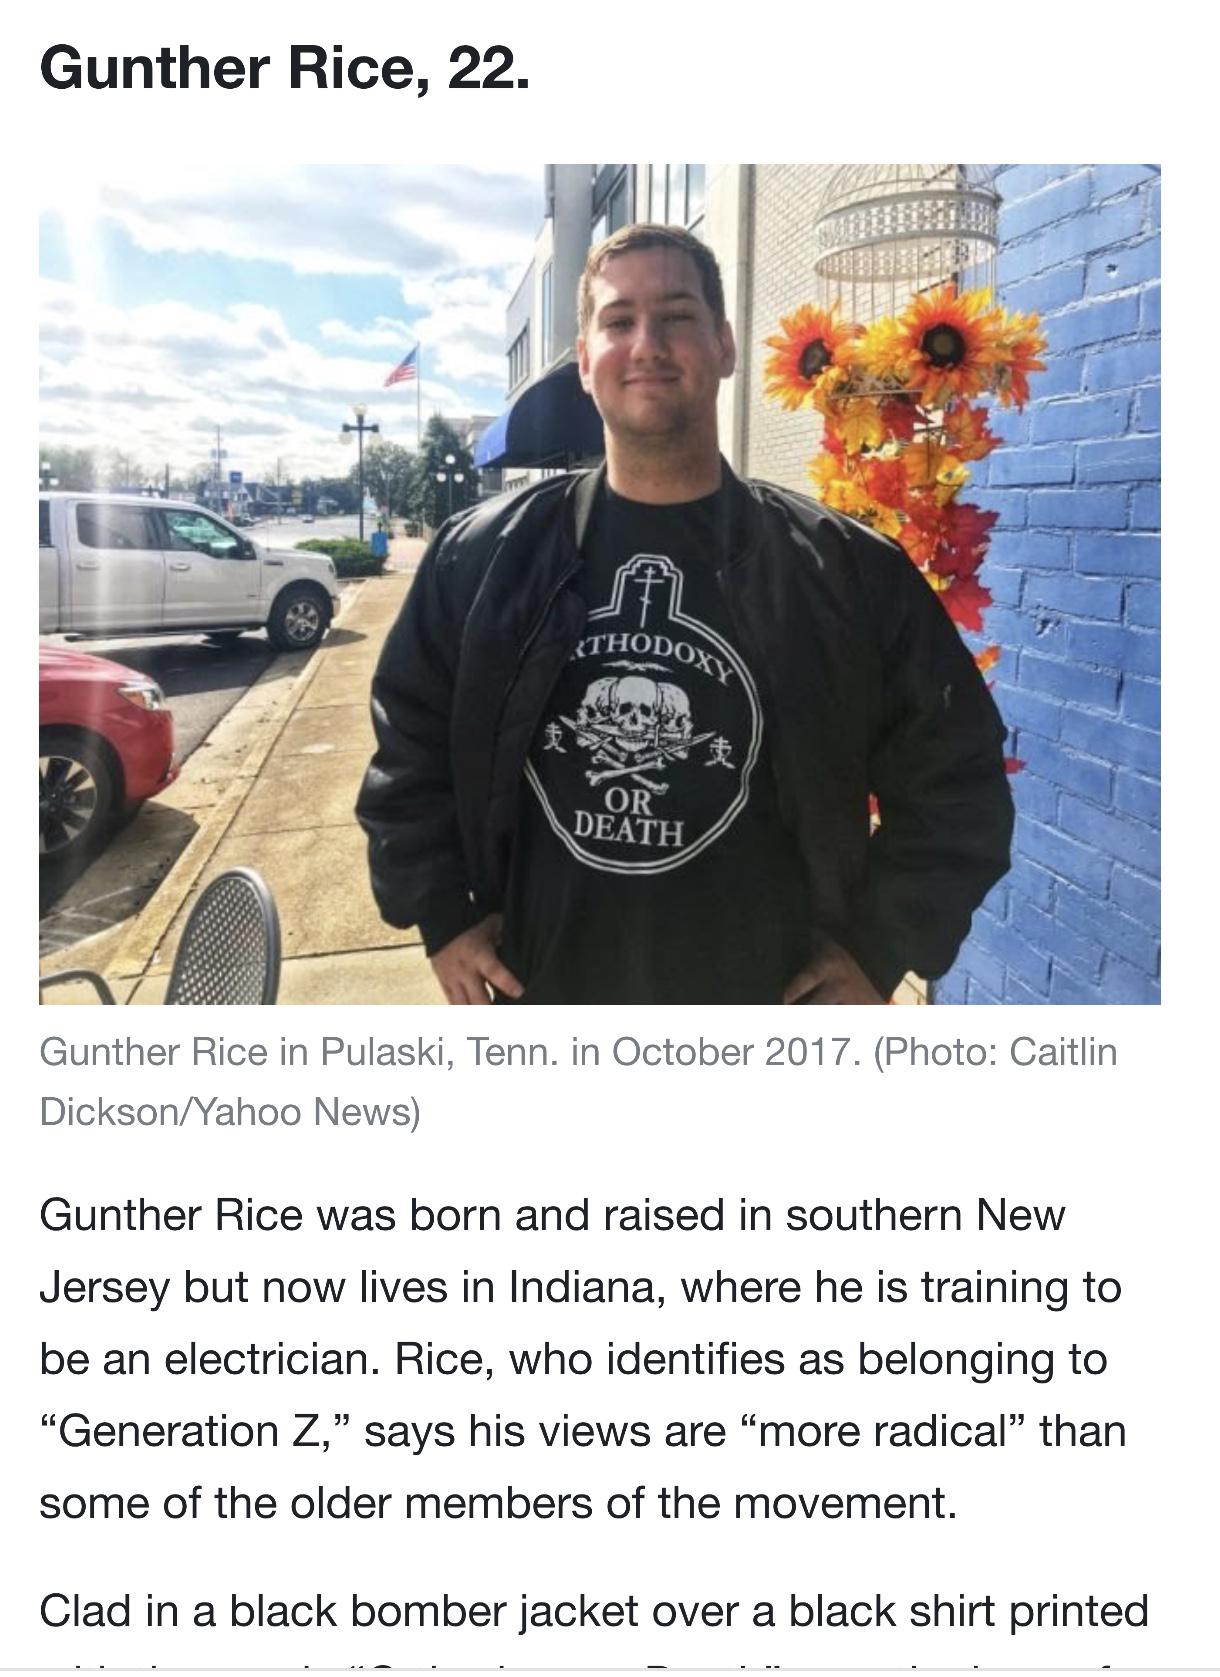 Gunther Rice, 22.
THODOXY
OR
DEATH
Gunther Rice in Pulaski, Tenn. in October 2017. (Photo: Caitlin
Dickson/Yahoo News)
Gunther Rice was born and raised in southern New
Jersey but now lives in Indiana, where he is training to
be an electrician. Rice, who identifies as belonging to
“Generation Z,” says his views are “more radical” than
some of the older members of the movement.
Clad in a black bomber jacket over a black shirt printed